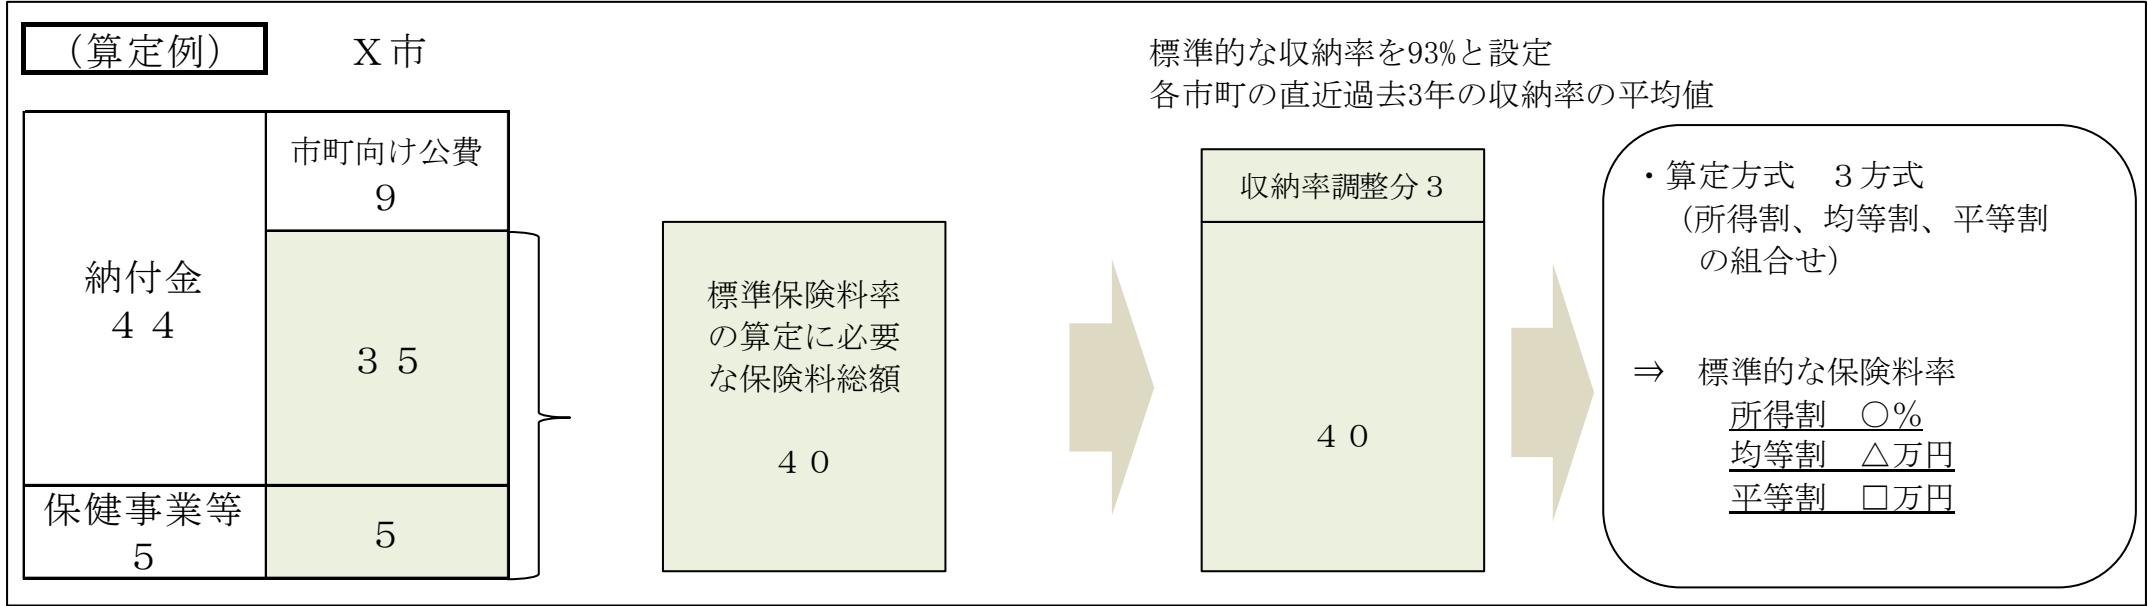 (算定例)
Ｘ市
標準的な収納率を93%と設定
各市町の直近過去3年の収納率の平均値
納付金
４４
市町向け公費
９
３５
保健事業等
５
５
標準保険料率
の算定に必要
な保険料総額
４０
収納率調整分３
４０
・算定方式　３方式
(所得割、均等割、平等割
の組合せ)
⇒　標準的な保険料率
所得割　○％
均等割　△万円
平等割　□万円